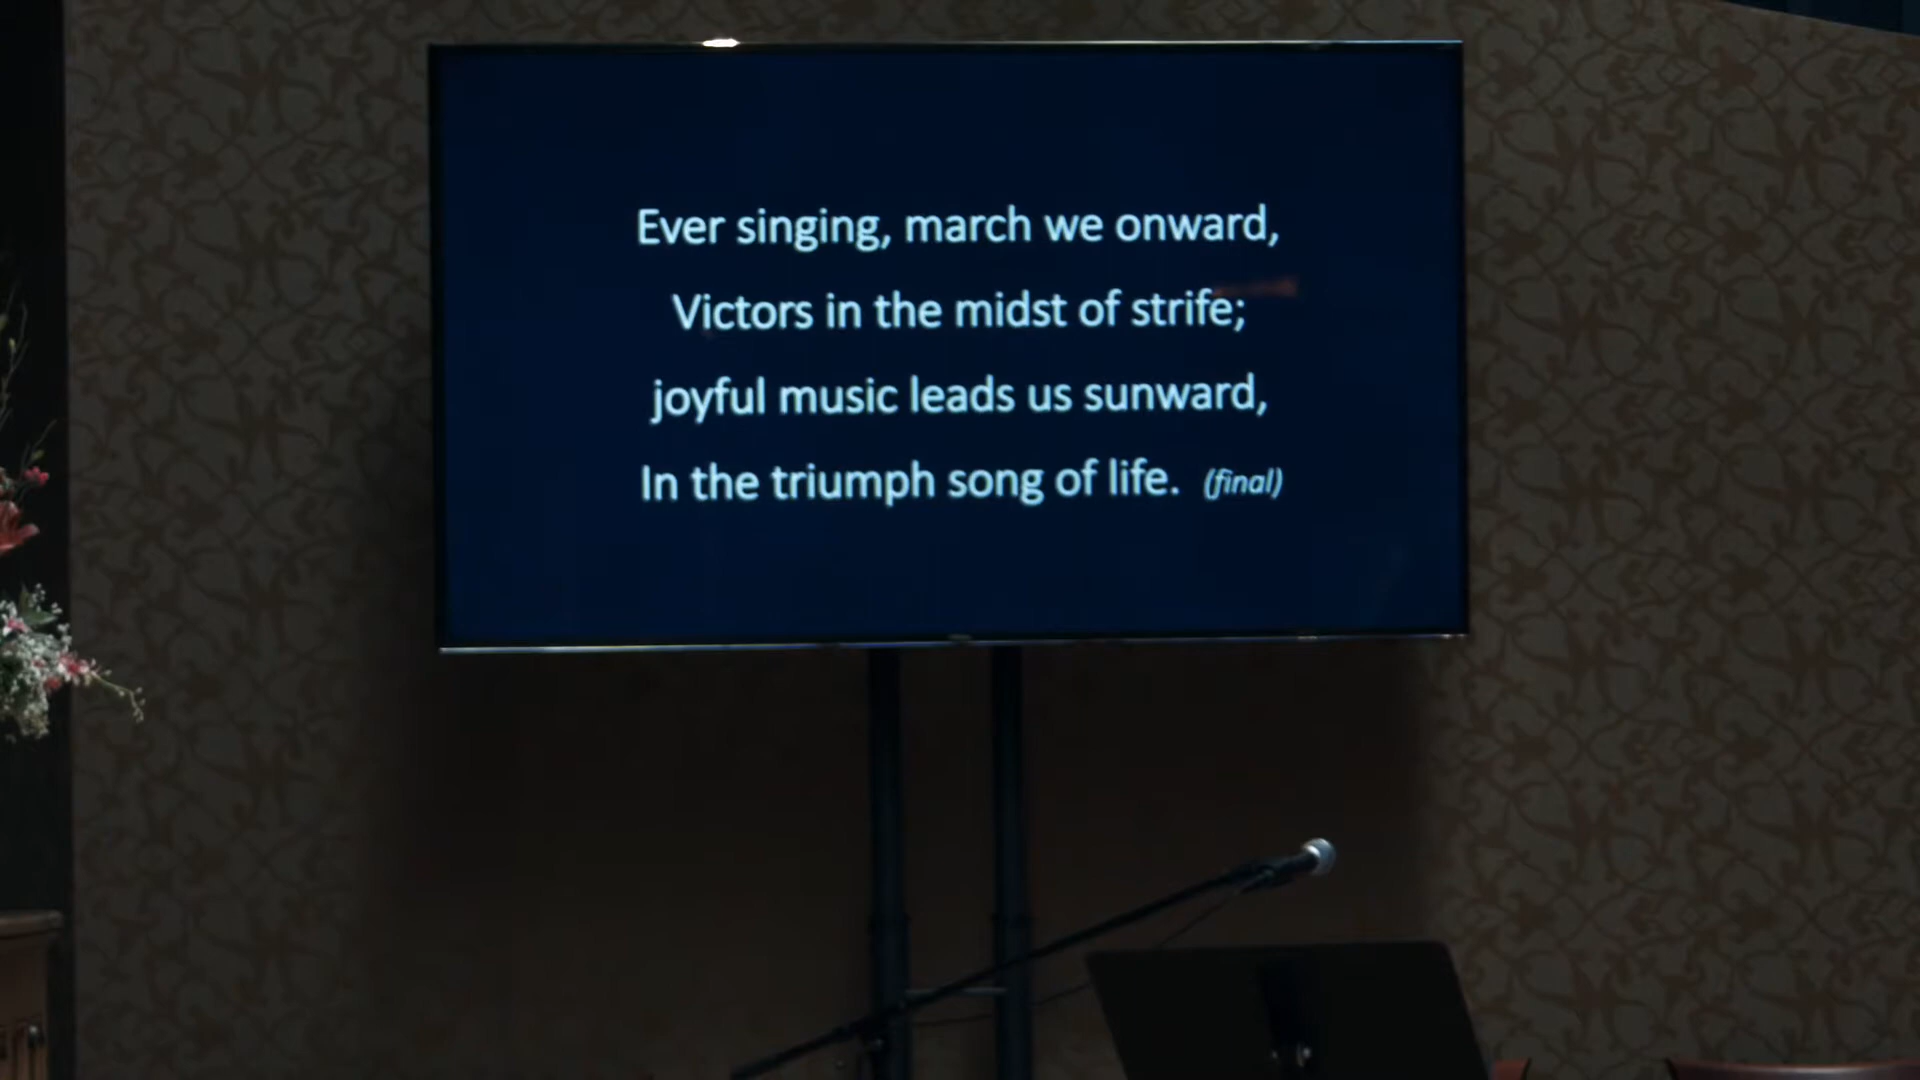 Ever singing, march we onward,
Victors in the midst of strife;
joyful music leads us sunward,
In the triumph song of life. (final)